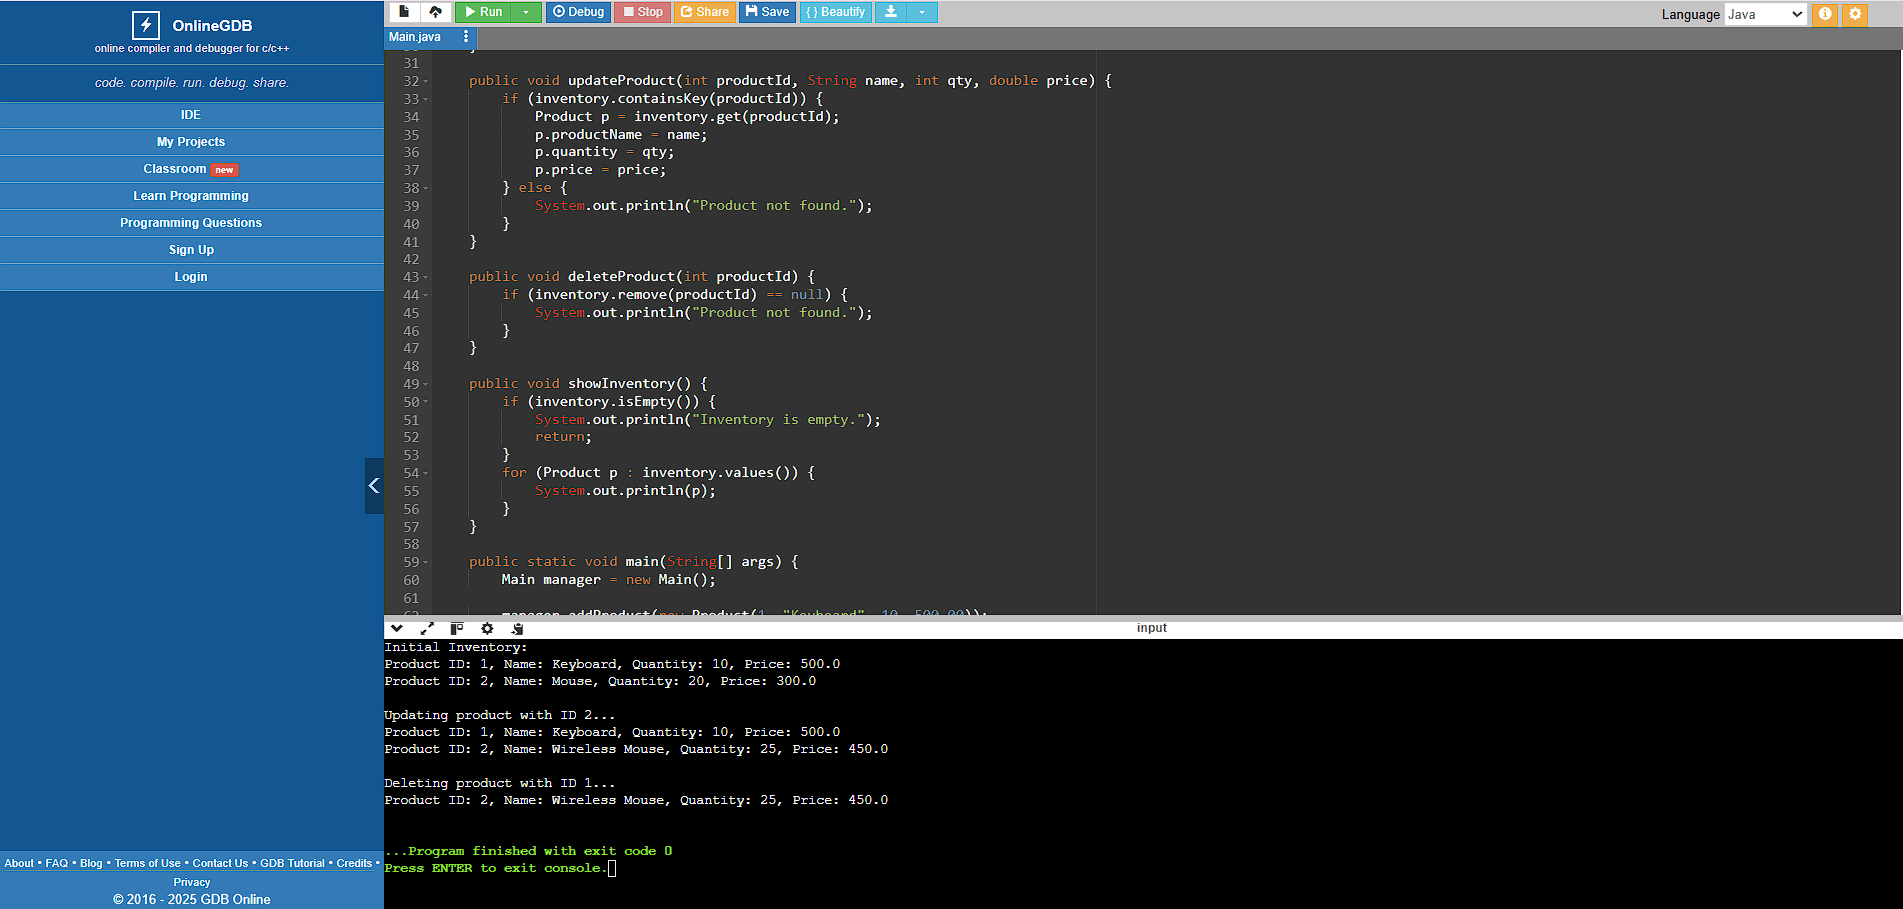 OnlineGDB
online compiler and debugger for c/c++
code. compile. run. debug. share.
IDE
My Projects
Classroom new
Learn Programming
Programming Questions
Sign Up
Login
About • FAQ • Blog • Terms of Use • Contact Us • GDB Tutorial • Credits •
Privacy
© 2016 - 2025 GDB Online
Run Debug Stop Share Save { } Beautify
Language Java
Main.java
31
32 public void updateProduct(int productId, String name, int qty, double price) {
33 if (inventory.containsKey(productId)) {
34 Product p = inventory.get(productId);
35 p.productName = name;
36 p.quantity = qty;
37 p.price = price;
38 } else {
39 System.out.println("Product not found.");
40 }
41 }
42
43 public void deleteProduct(int productId) {
44 if (inventory.remove(productId) == null) {
45 System.out.println("Product not found.");
46 }
47 }
48
49 public void showInventory() {
50 if (inventory.isEmpty()) {
51 System.out.println("Inventory is empty.");
52 return;
53 }
54 for (Product p : inventory.values()) {
55 System.out.println(p);
56 }
57 }
58
59 public static void main(String[] args) {
60 Main manager = new Main();
61
62 manager.addProduct(new Product(1, "Keyboard", 10, 500.00));
input
Initial Inventory:
Product ID: 1, Name: Keyboard, Quantity: 10, Price: 500.0
Product ID: 2, Name: Mouse, Quantity: 20, Price: 300.0
Updating product with ID 2...
Product ID: 1, Name: Keyboard, Quantity: 10, Price: 500.0
Product ID: 2, Name: Wireless Mouse, Quantity: 25, Price: 450.0
Deleting product with ID 1...
Product ID: 2, Name: Wireless Mouse, Quantity: 25, Price: 450.0
...Program finished with exit code 0
Press ENTER to exit console.